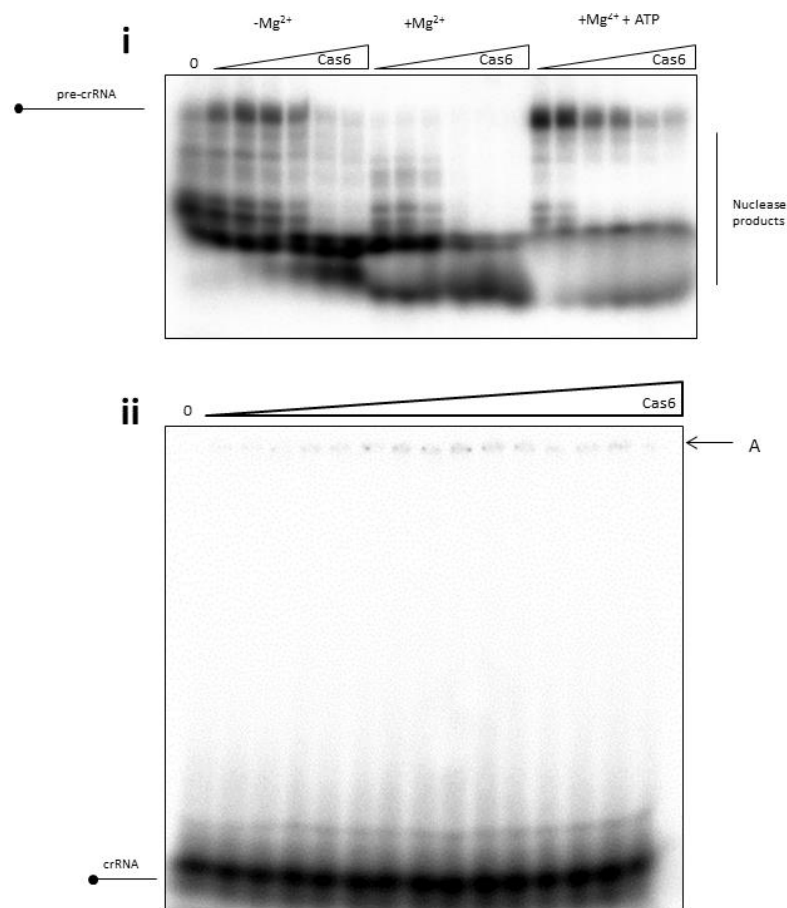 i
-Mg²⁺
+Mg²⁺
+Mg²⁺ + ATP
0
Cas6
Cas6
Cas6
pre-crRNA
Nuclease
products
ii
0
Cas6
A
crRNA